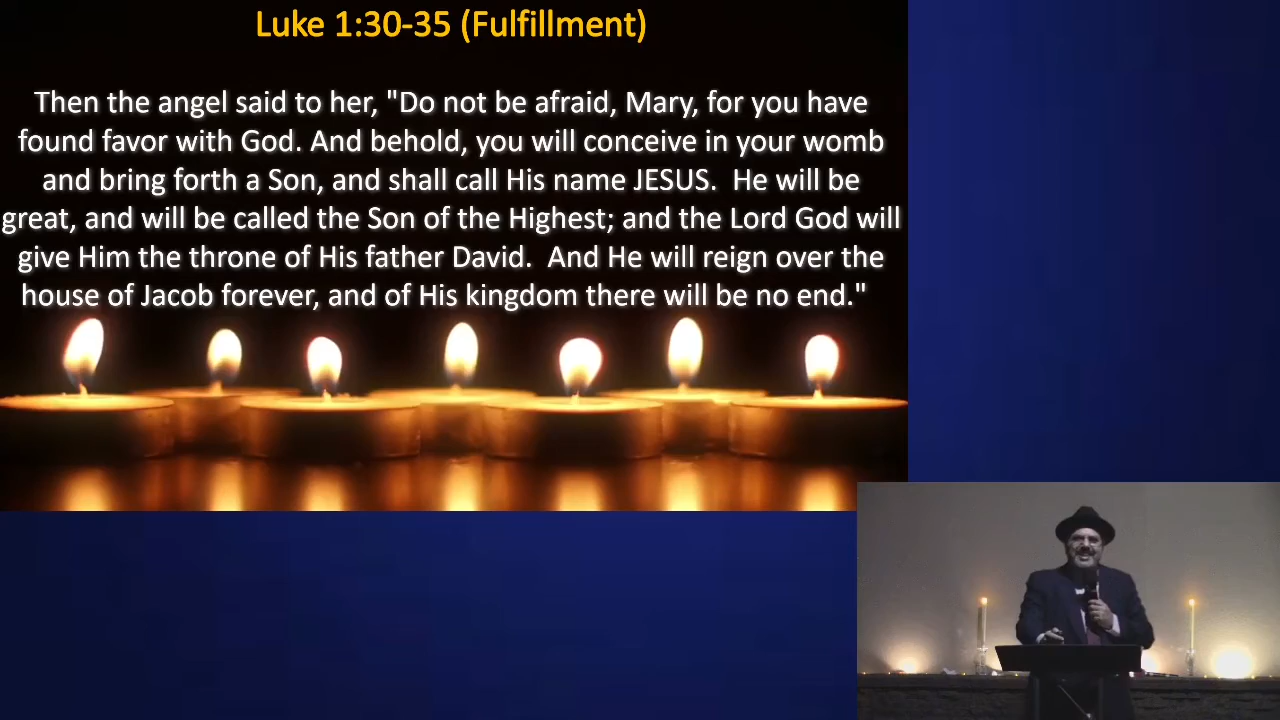 Luke 1:30-35 (Fulfillment)
Then the angel said to her, "Do not be afraid, Mary, for you have
found favor with God. And behold, you will conceive in your womb
and bring forth a Son, and shall call His name JESUS.  He will be
great, and will be called the Son of the Highest; and the Lord God will
give Him the throne of His father David.  And He will reign over the
house of Jacob forever, and of His kingdom there will be no end."